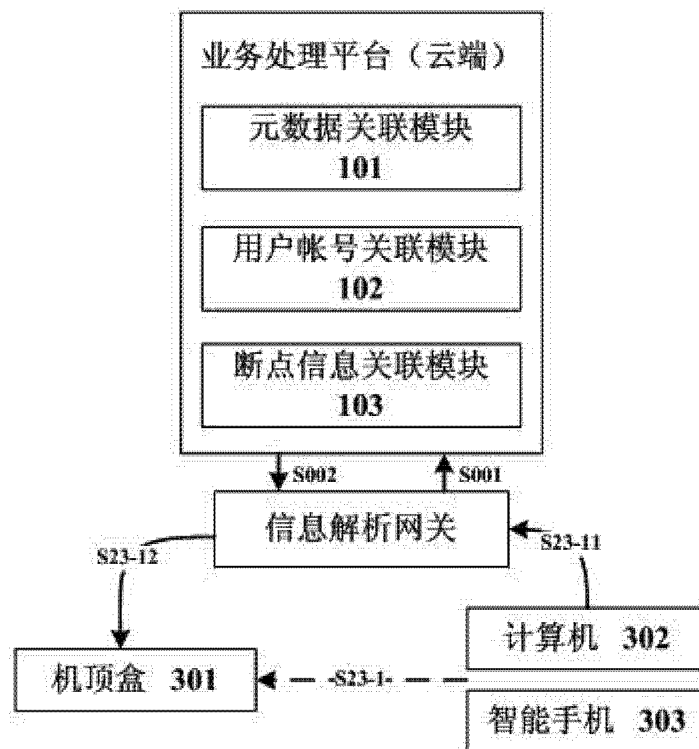 业务处理平台（云端）
元数据关联模块
101
用户帐号关联模块
102
断点信息关联模块
103
S002
S001
信息解析网关
S23-12
S23-11
计算机 302
机顶盒 301
-S23-1-
智能手机 303